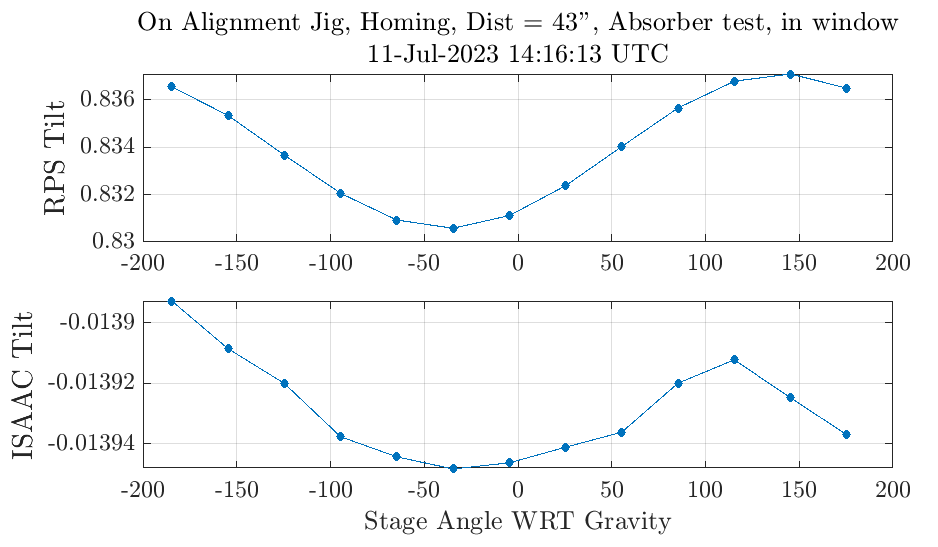 On Alignment Jig, Homing, Dist = 43", Absorber test, in window
11-Jul-2023 14:16:13 UTC
RPS Tilt
0.836
0.834
0.832
0.83
-200 -150 -100 -50 0 50 100 150 200
ISAAC Tilt
-0.0139
-0.01392
-0.01394
-200 -150 -100 -50 0 50 100 150 200
Stage Angle WRT Gravity